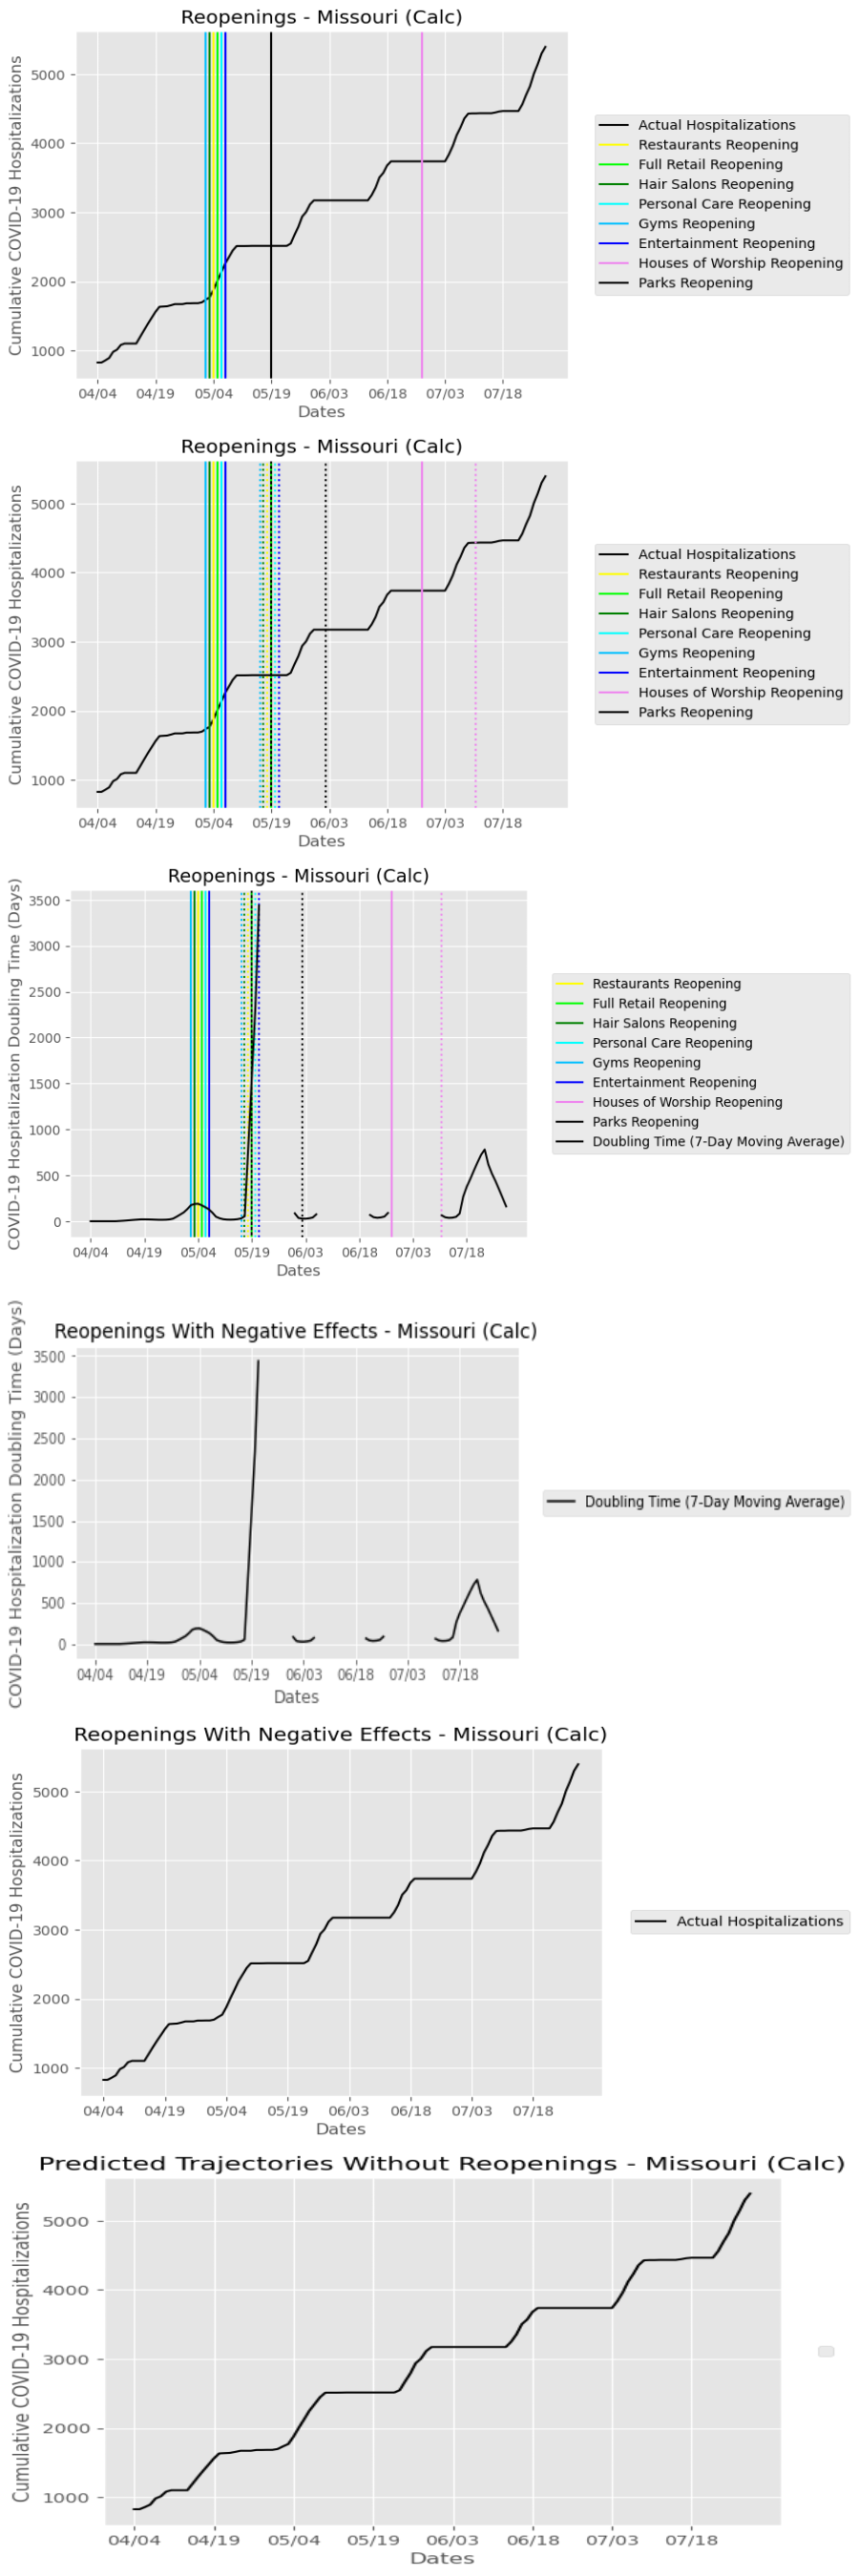 Reopenings - Missouri (Calc)
Cumulative COVID-19 Hospitalizations
5000
4000
3000
2000
1000
04/04 04/19 05/04 05/19 06/03 06/18 07/03 07/18
Dates
Actual Hospitalizations
Restaurants Reopening
Full Retail Reopening
Hair Salons Reopening
Personal Care Reopening
Gyms Reopening
Entertainment Reopening
Houses of Worship Reopening
Parks Reopening
Reopenings - Missouri (Calc)
Cumulative COVID-19 Hospitalizations
5000
4000
3000
2000
1000
04/04 04/19 05/04 05/19 06/03 06/18 07/03 07/18
Dates
Actual Hospitalizations
Restaurants Reopening
Full Retail Reopening
Hair Salons Reopening
Personal Care Reopening
Gyms Reopening
Entertainment Reopening
Houses of Worship Reopening
Parks Reopening
Reopenings - Missouri (Calc)
COVID-19 Hospitalization Doubling Time (Days)
3500
3000
2500
2000
1500
1000
500
0
04/04 04/19 05/04 05/19 06/03 06/18 07/03 07/18
Dates
Restaurants Reopening
Full Retail Reopening
Hair Salons Reopening
Personal Care Reopening
Gyms Reopening
Entertainment Reopening
Houses of Worship Reopening
Parks Reopening
Doubling Time (7-Day Moving Average)
Reopenings With Negative Effects - Missouri (Calc)
COVID-19 Hospitalization Doubling Time (Days)
3500
3000
2500
2000
1500
1000
500
0
04/04 04/19 05/04 05/19 06/03 06/18 07/03 07/18
Dates
Doubling Time (7-Day Moving Average)
Reopenings With Negative Effects - Missouri (Calc)
Cumulative COVID-19 Hospitalizations
5000
4000
3000
2000
1000
04/04 04/19 05/04 05/19 06/03 06/18 07/03 07/18
Dates
Actual Hospitalizations
Predicted Trajectories Without Reopenings - Missouri (Calc)
Cumulative COVID-19 Hospitalizations
5000
4000
3000
2000
1000
04/04 04/19 05/04 05/19 06/03 06/18 07/03 07/18
Dates